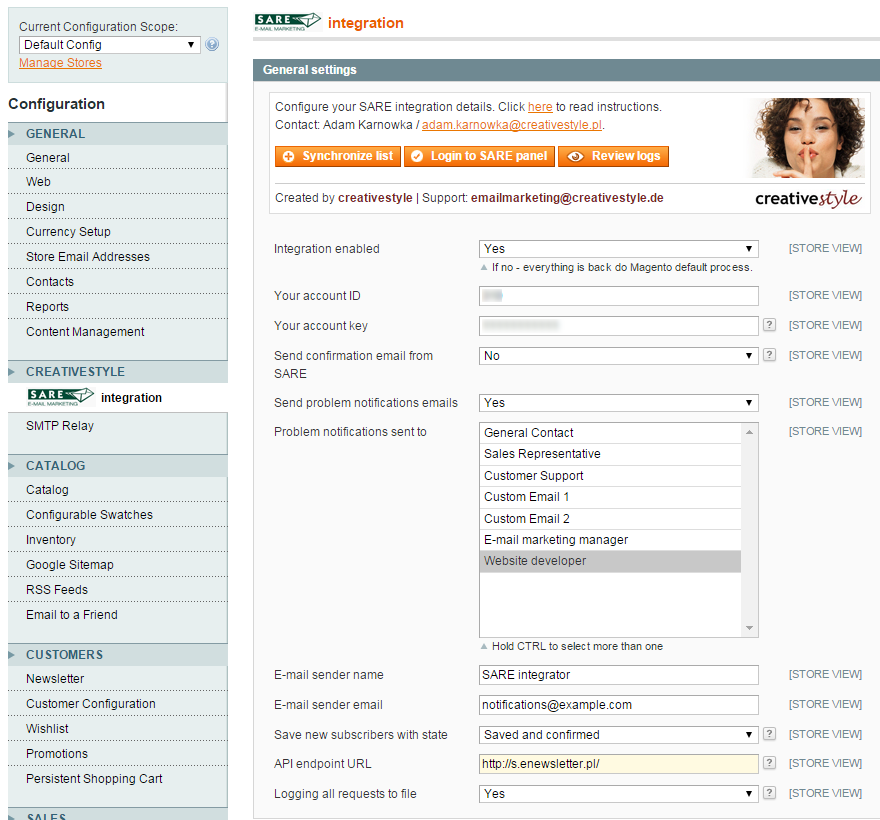 Current Configuration Scope:
Default Config
Manage Stores
Configuration
GENERAL
General
Web
Design
Currency Setup
Store Email Addresses
Contacts
Reports
Content Management
CREATIVESTYLE
SARE E-MAIL MARKETING integration
SMTP Relay
CATALOG
Catalog
Configurable Swatches
Inventory
Google Sitemap
RSS Feeds
Email to a Friend
CUSTOMERS
Newsletter
Customer Configuration
Wishlist
Promotions
Persistent Shopping Cart
SALES
SARE E-MAIL MARKETING integration
General settings
Configure your SARE integration details. Click here to read instructions.
Contact: Adam Karnowka / adam.karnowka@creativestyle.pl.
Synchronize list Login to SARE panel Review logs
Created by creativestyle | Support: emailmarketing@creativestyle.de
creativestyle
Integration enabled Yes [STORE VIEW]
If no - everything is back do Magento default process.
Your account ID [STORE VIEW]
Your account key ? [STORE VIEW]
Send confirmation email from No ? [STORE VIEW]
SARE
Send problem notifications emails Yes [STORE VIEW]
Problem notifications sent to General Contact [STORE VIEW]
Sales Representative
Customer Support
Custom Email 1
Custom Email 2
E-mail marketing manager
Website developer
Hold CTRL to select more than one
E-mail sender name SARE integrator [STORE VIEW]
E-mail sender email notifications@example.com [STORE VIEW]
Save new subscribers with state Saved and confirmed ? [STORE VIEW]
API endpoint URL http://s.enewsletter.pl/ ? [STORE VIEW]
Logging all requests to file Yes ? [STORE VIEW]